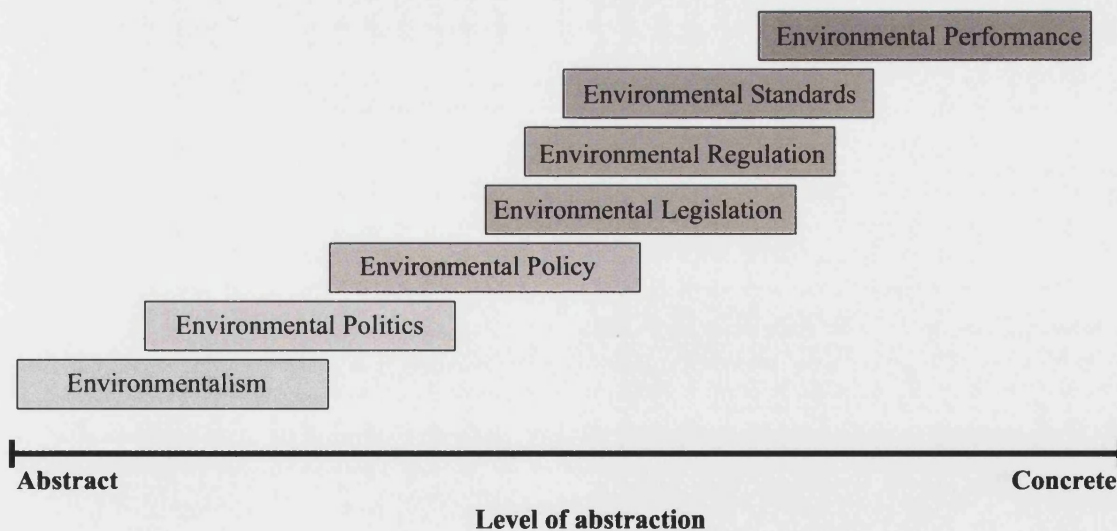 Environmental Performance
Environmental Standards
Environmental Regulation
Environmental Legislation
Environmental Policy
Environmental Politics
Environmentalism
Abstract Concrete
Level of abstraction